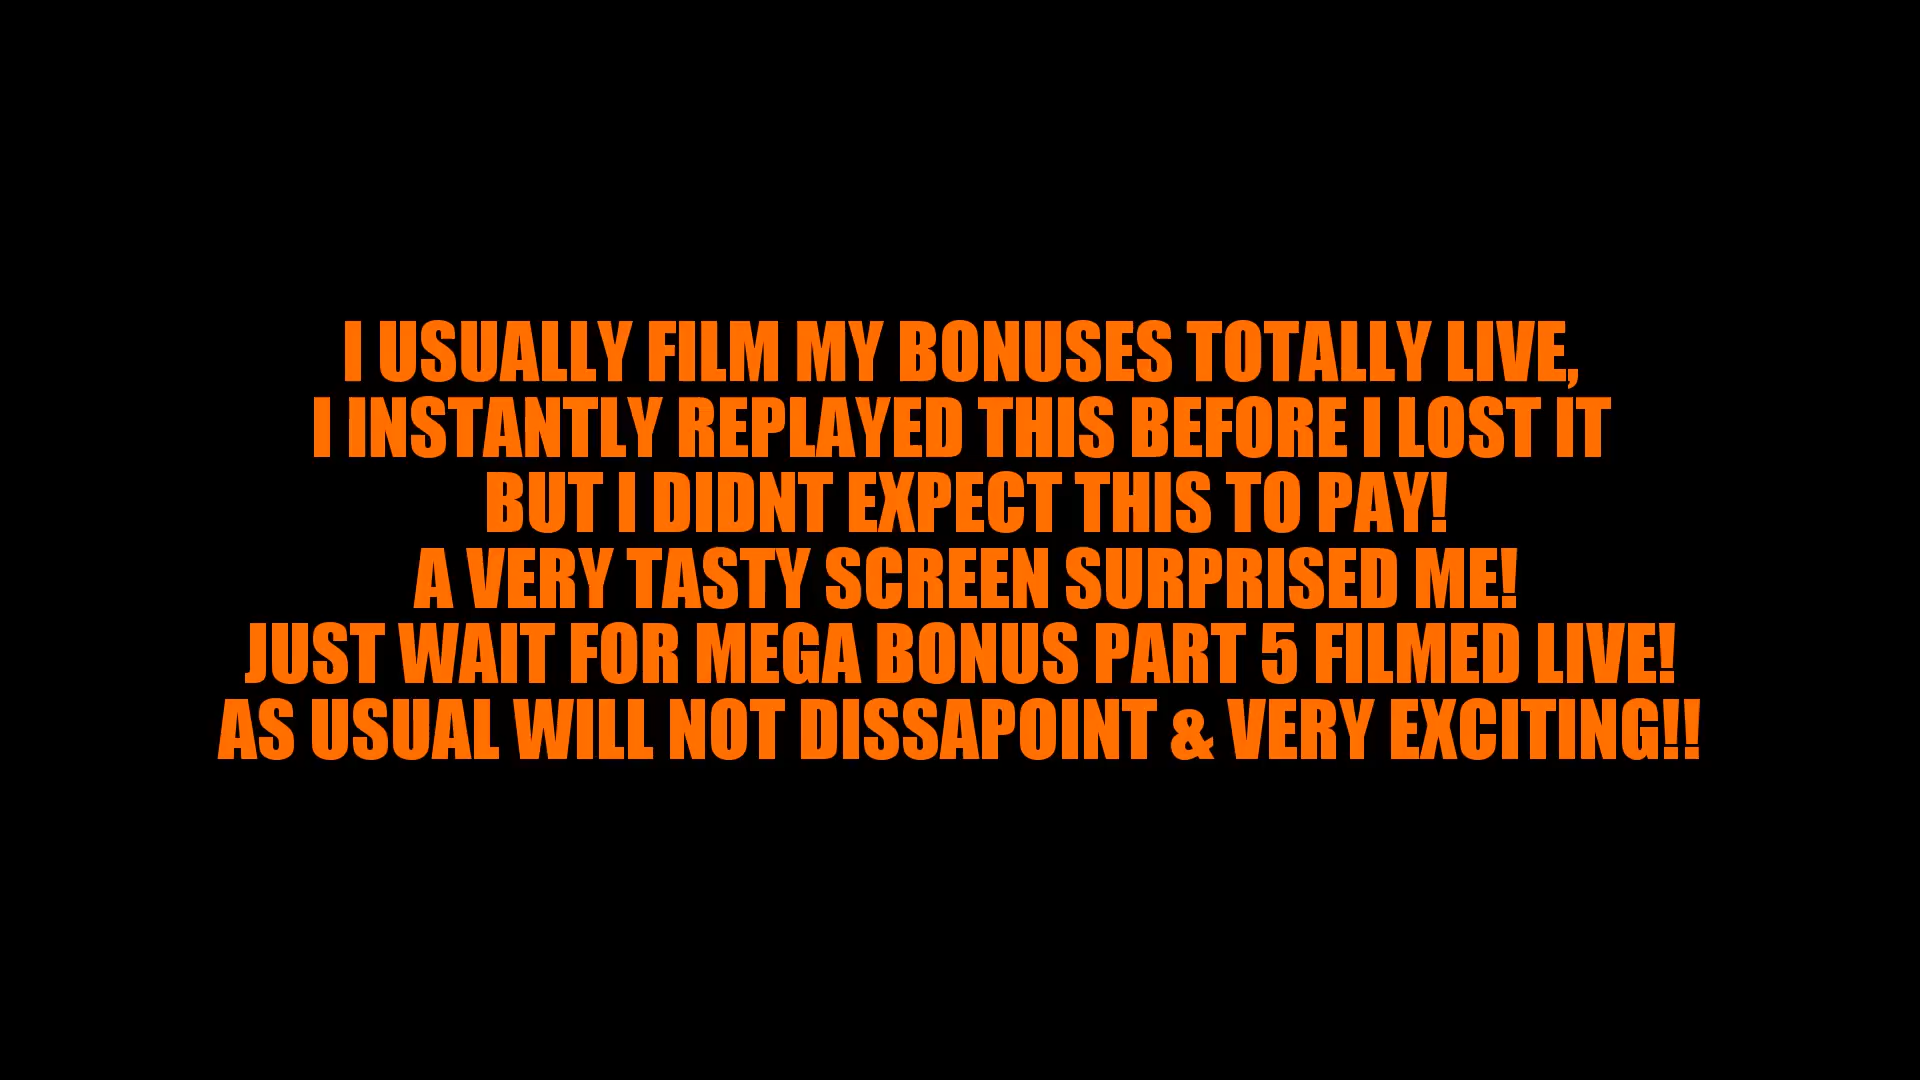 I USUALLY FILM MY BONUSES TOTALLY LIVE,
I INSTANTLY REPLAYED THIS BEFORE I LOST IT
BUT I DIDNT EXPECT THIS TO PAY!
A VERY TASTY SCREEN SURPRISED ME!
JUST WAIT FOR MEGA BONUS PART 5 FILMED LIVE!
AS USUAL WILL NOT DISSAPOINT & VERY EXCITING!!